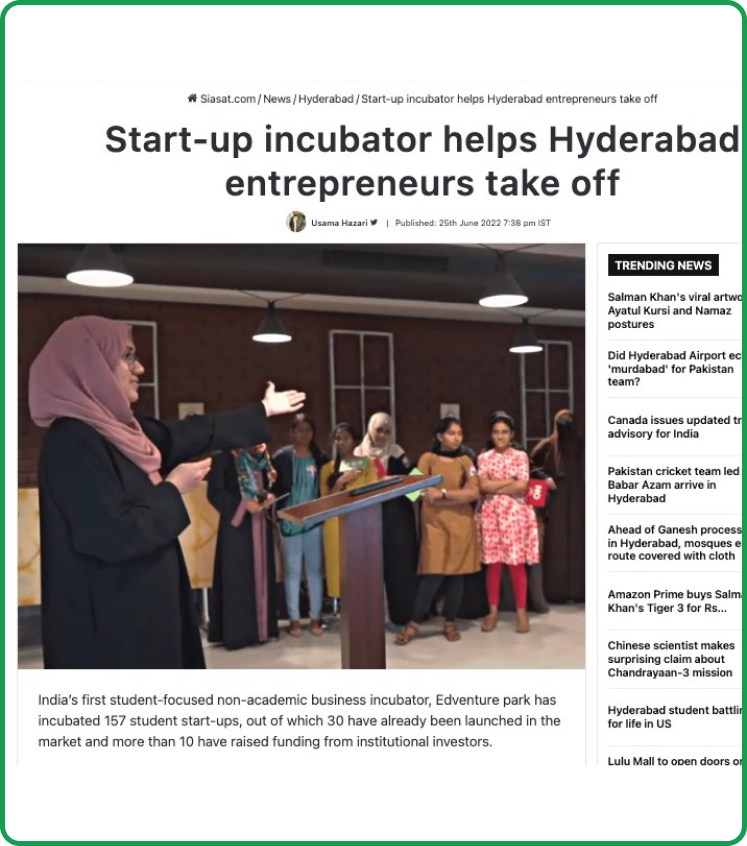 Siasat.com / News / Hyderabad / Start-up incubator helps Hyderabad entrepreneurs take off
Start-up incubator helps Hyderabad
entrepreneurs take off
Usama Hazari | Published: 25th June 2022 7:38 pm IST
India's first student-focused non-academic business incubator, Edventure park has
incubated 157 student start-ups, out of which 30 have already been launched in the
market and more than 10 have raised funding from institutional investors.
TRENDING NEWS
Salman Khan's viral artwo
Ayatul Kursi and Namaz
postures
Did Hyderabad Airport ec
'murdabad' for Pakistan
team?
Canada issues updated tr
advisory for India
Pakistan cricket team led
Babar Azam arrive in
Hyderabad
Ahead of Ganesh process
in Hyderabad, mosques e
route covered with cloth
Amazon Prime buys Salma
Khan's Tiger 3 for Rs...
Chinese scientist makes
surprising claim about
Chandrayaan-3 mission
Hyderabad student battlin
for life in US
Lulu Mall to open doors on